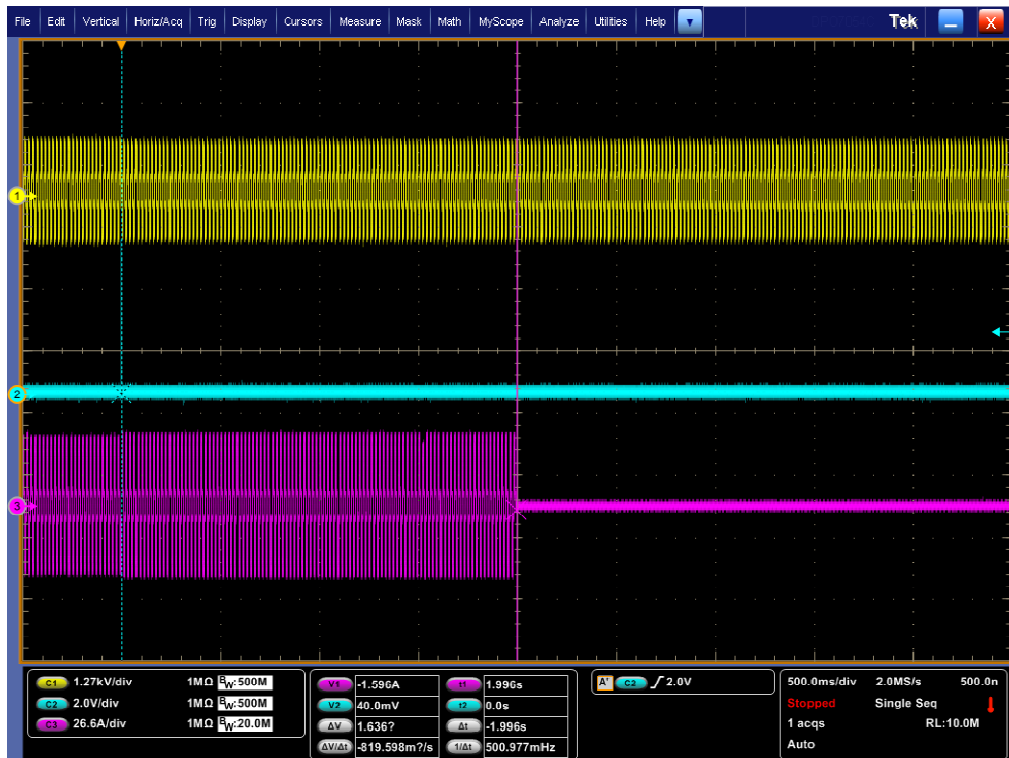 File Edit Vertical Horiz/Acq Trig Display Cursors Measure Mask Math MyScope Analyze Utilities Help Tek X
1
2
3
C1 1.27kV/div 1MΩ BW:500M
C2 2.0V/div 1MΩ BW:500M
C3 26.6A/div 1MΩ BW:20.0M
V1 -1.596A t1 1.996s
V2 40.0mV t2 0.0s
ΔV 1.636? Δt -1.996s
ΔV/Δt -819.598m?/s 1/Δt 500.977mHz
A' C2 2.0V
500.0ms/div 2.0MS/s 500.0n
Stopped Single Seq
1 acqs RL:10.0M
Auto